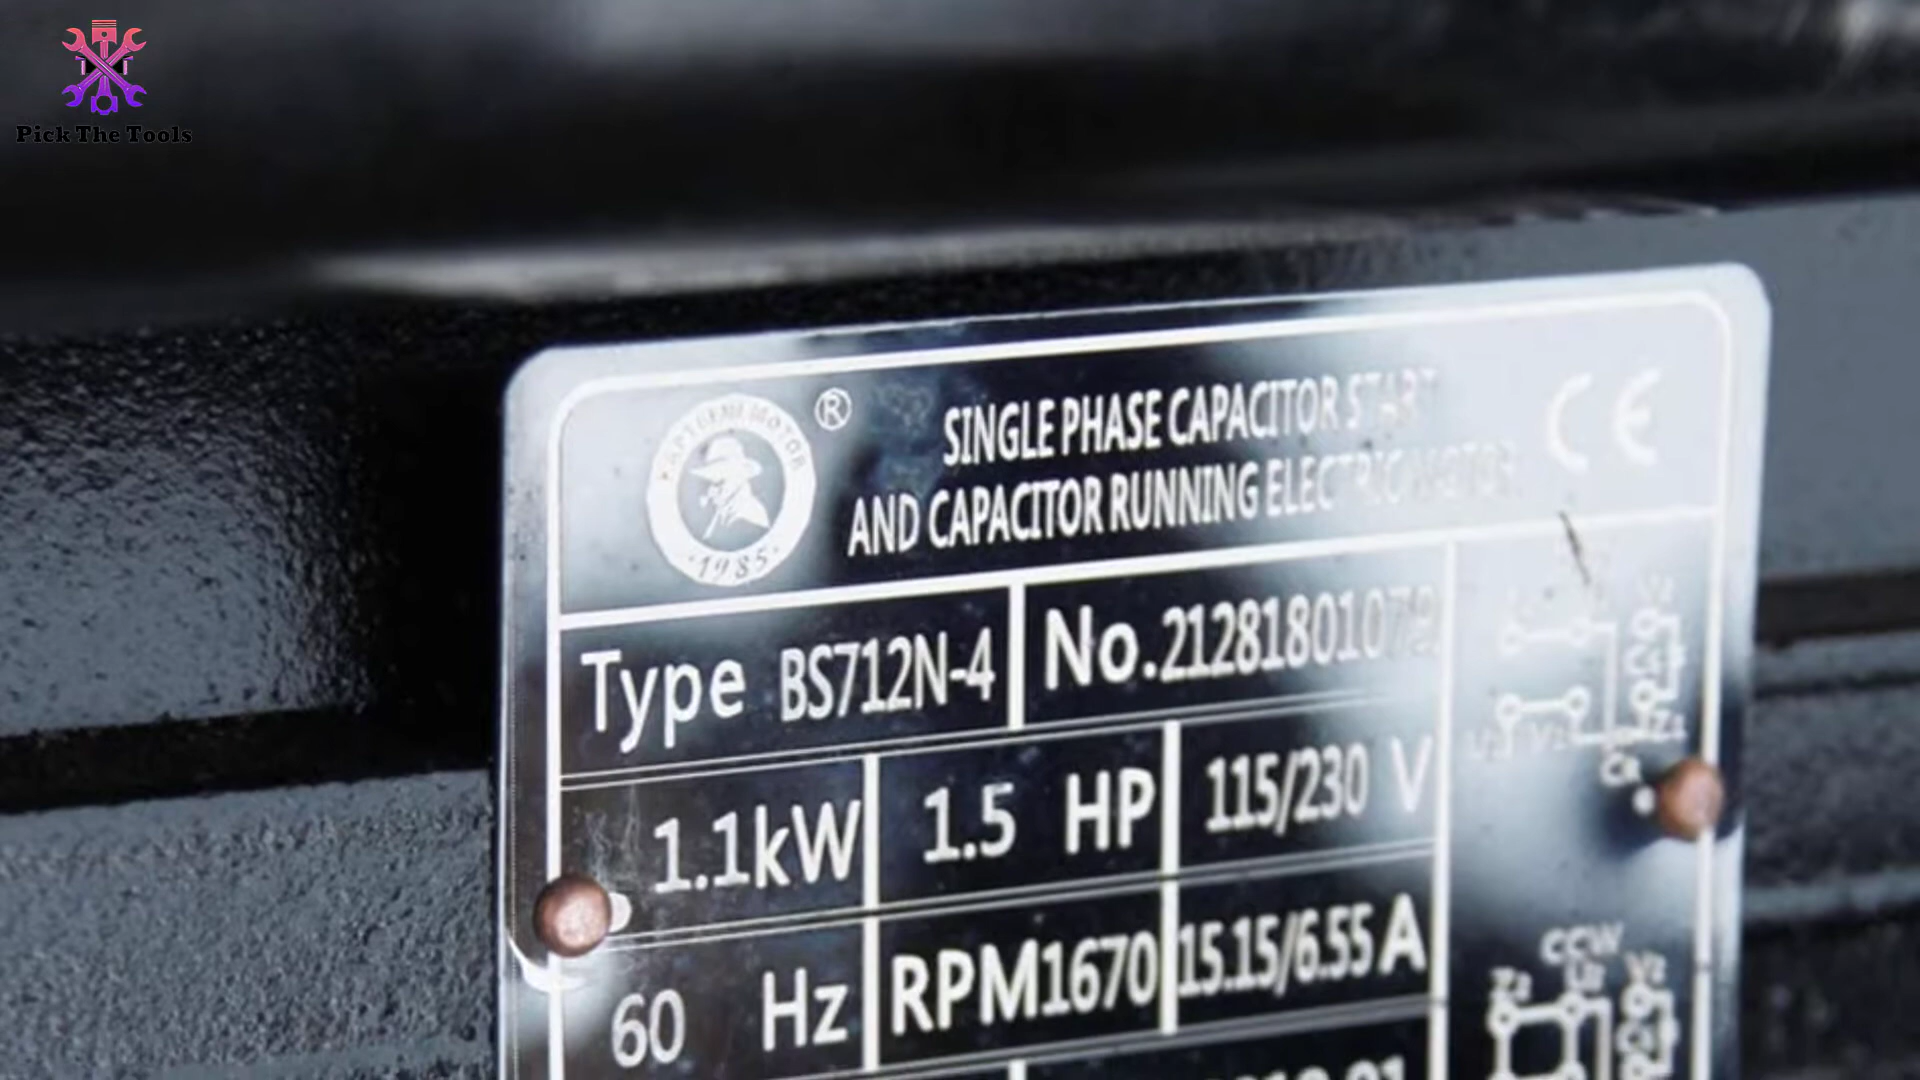 Pick The Tools
®
SINGLE PHASE CAPACITOR START
AND CAPACITOR RUNNING ELECTRIC MOTOR
CE
1985
Type BS712N-4
No.
1.1kW
1.5 HP
115/230 V
60 Hz
RPM1670
15.15/6.55 A
CCW